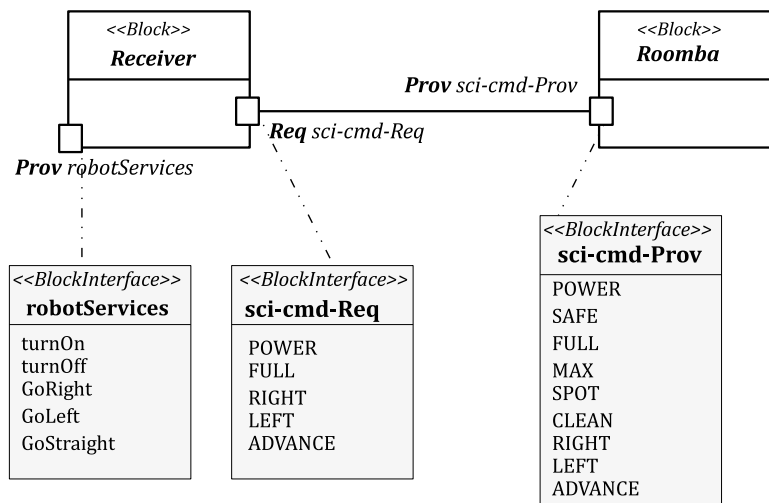 <<Block>>
Receiver
<<Block>>
Roomba
Prov sci-cmd-Prov
Req sci-cmd-Req
Prov robotServices
<<BlockInterface>>
robotServices
turnOn
turnOff
GoRight
GoLeft
GoStraight
<<BlockInterface>>
sci-cmd-Req
POWER
FULL
RIGHT
LEFT
ADVANCE
<<BlockInterface>>
sci-cmd-Prov
POWER
SAFE
FULL
MAX
SPOT
CLEAN
RIGHT
LEFT
ADVANCE